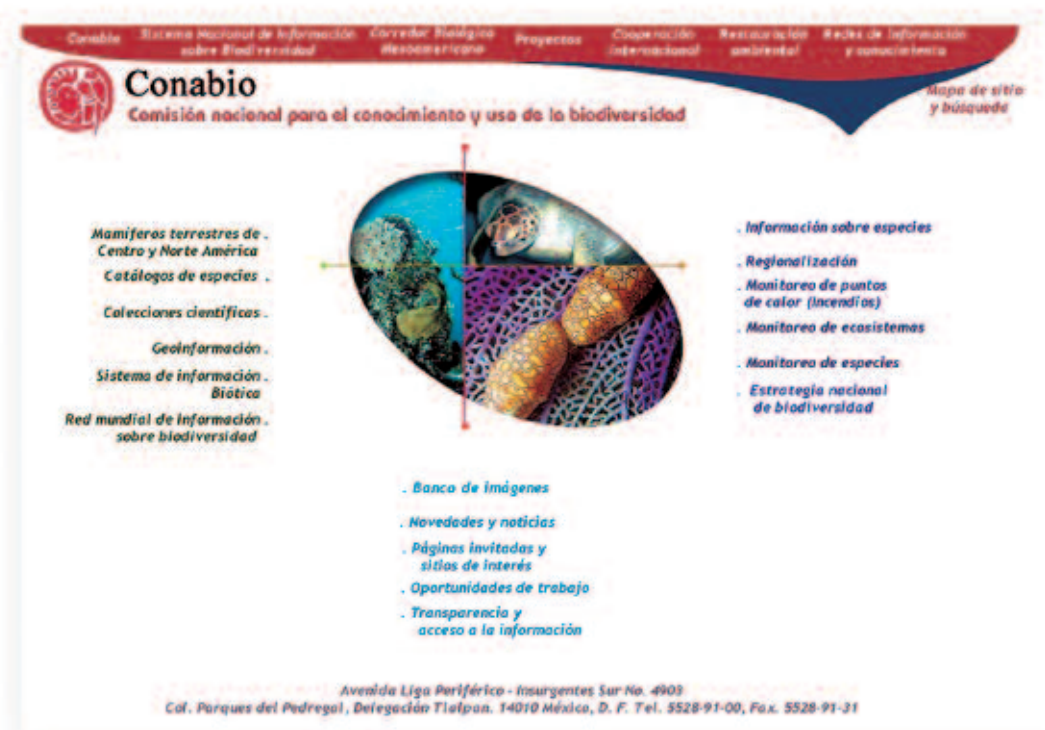 Conabio
Sistema Nacional de Información
sobre Biodiversidad
Corredor Biológico
Mesoamericano
Proyectos
Cooperación
internacional
Restauración
ambiental
Redes de información
y conocimiento
Mapa de sitio
y búsqueda
Conabio
Comisión nacional para el conocimiento y uso de la biodiversidad
Mamíferos terrestres de .
Centro y Norte América
Catálogos de especies .
Colecciones científicas .
Geoinformación .
Sistema de información .
Biótica
Red mundial de información .
sobre biodiversidad
. Información sobre especies
. Regionalización
. Monitoreo de puntos
de calor (Incendios)
. Monitoreo de ecosistemas
. Monitoreo de especies
. Estrategia nacional
de biodiversidad
. Banco de imágenes
. Novedades y noticias
. Páginas invitadas y
sitios de interés
. Oportunidades de trabajo
. Transparencia y
acceso a la información
Avenida Liga Periférico - Insurgentes Sur No. 4903
Col. Parques del Pedregal, Delegación Tlalpan. 14010 México, D. F. Tel. 5528-91-00, Fax. 5528-91-31